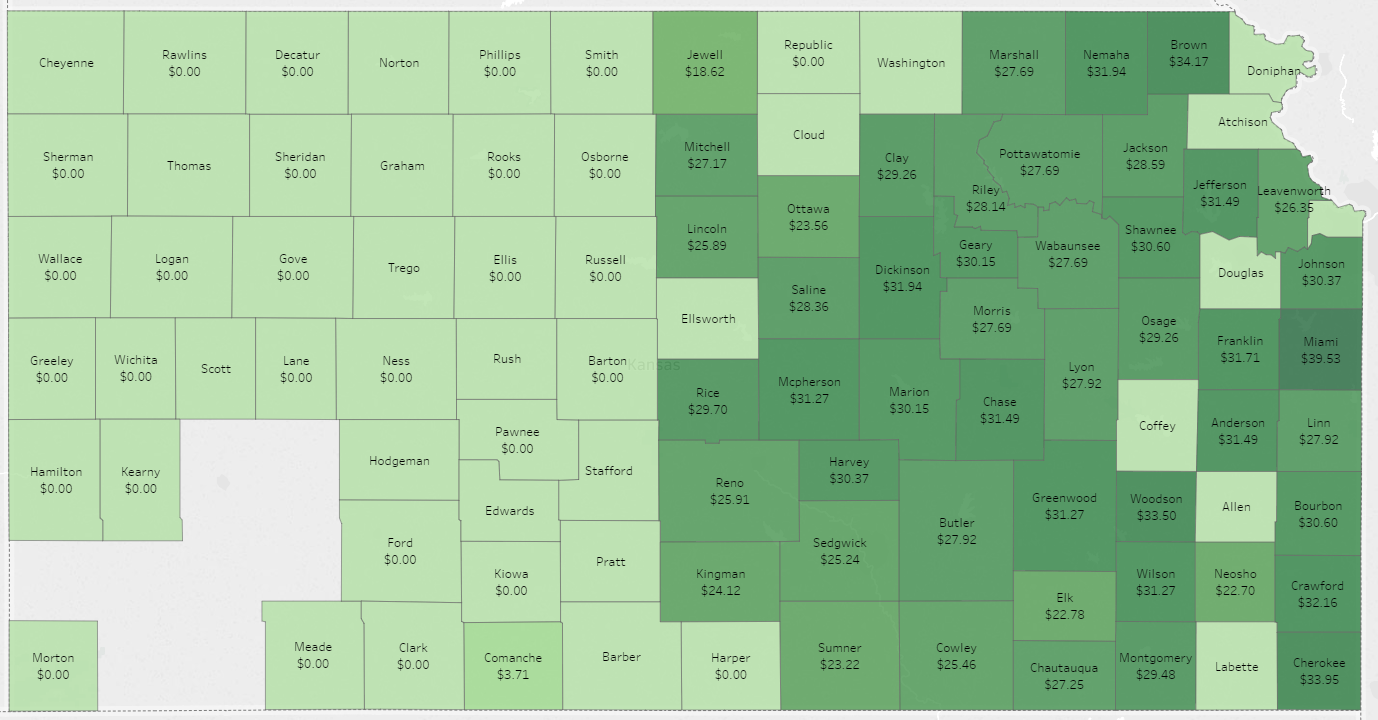 Cheyenne
Rawlins
$0.00
Decatur
$0.00
Norton
Phillips
$0.00
Smith
$0.00
Jewell
$18.62
Republic
$0.00
Washington
Marshall
$27.69
Nemaha
$31.94
Brown
$34.17
Doniphan
Atchison
Sherman
$0.00
Thomas
Sheridan
$0.00
Graham
Rooks
$0.00
Osborne
$0.00
Mitchell
$27.17
Cloud
Clay
$29.26
Riley
$28.14
Pottawatomie
$27.69
Jackson
$28.59
Jefferson
$31.49
Leavenworth
$26.35
Ottawa
$23.56
Lincoln
$25.89
Wallace
$0.00
Logan
$0.00
Gove
$0.00
Trego
Ellis
$0.00
Russell
$0.00
Dickinson
$31.94
Geary
$30.15
Wabaunsee
$27.69
Shawnee
$30.60
Douglas
Johnson
$30.37
Saline
$28.36
Ellsworth
Morris
$27.69
Osage
$29.26
Franklin
$31.71
Miami
$39.53
Greeley
$0.00
Wichita
$0.00
Scott
Lane
$0.00
Ness
$0.00
Rush
Barton
$0.00
Kansas
Rice
$29.70
Mcpherson
$31.27
Marion
$30.15
Chase
$31.49
Lyon
$27.92
Coffey
Anderson
$31.49
Linn
$27.92
Hamilton
$0.00
Kearny
$0.00
Hodgeman
Pawnee
$0.00
Stafford
Edwards
Reno
$25.91
Harvey
$30.37
Butler
$27.92
Greenwood
$31.27
Woodson
$33.50
Allen
Bourbon
$30.60
Ford
$0.00
Kiowa
$0.00
Pratt
Kingman
$24.12
Sedgwick
$25.24
Elk
$22.78
Wilson
$31.27
Neosho
$22.70
Crawford
$32.16
Morton
$0.00
Meade
$0.00
Clark
$0.00
Comanche
$3.71
Barber
Harper
$0.00
Sumner
$23.22
Cowley
$25.46
Chautauqua
$27.25
Montgomery
$29.48
Labette
Cherokee
$33.95